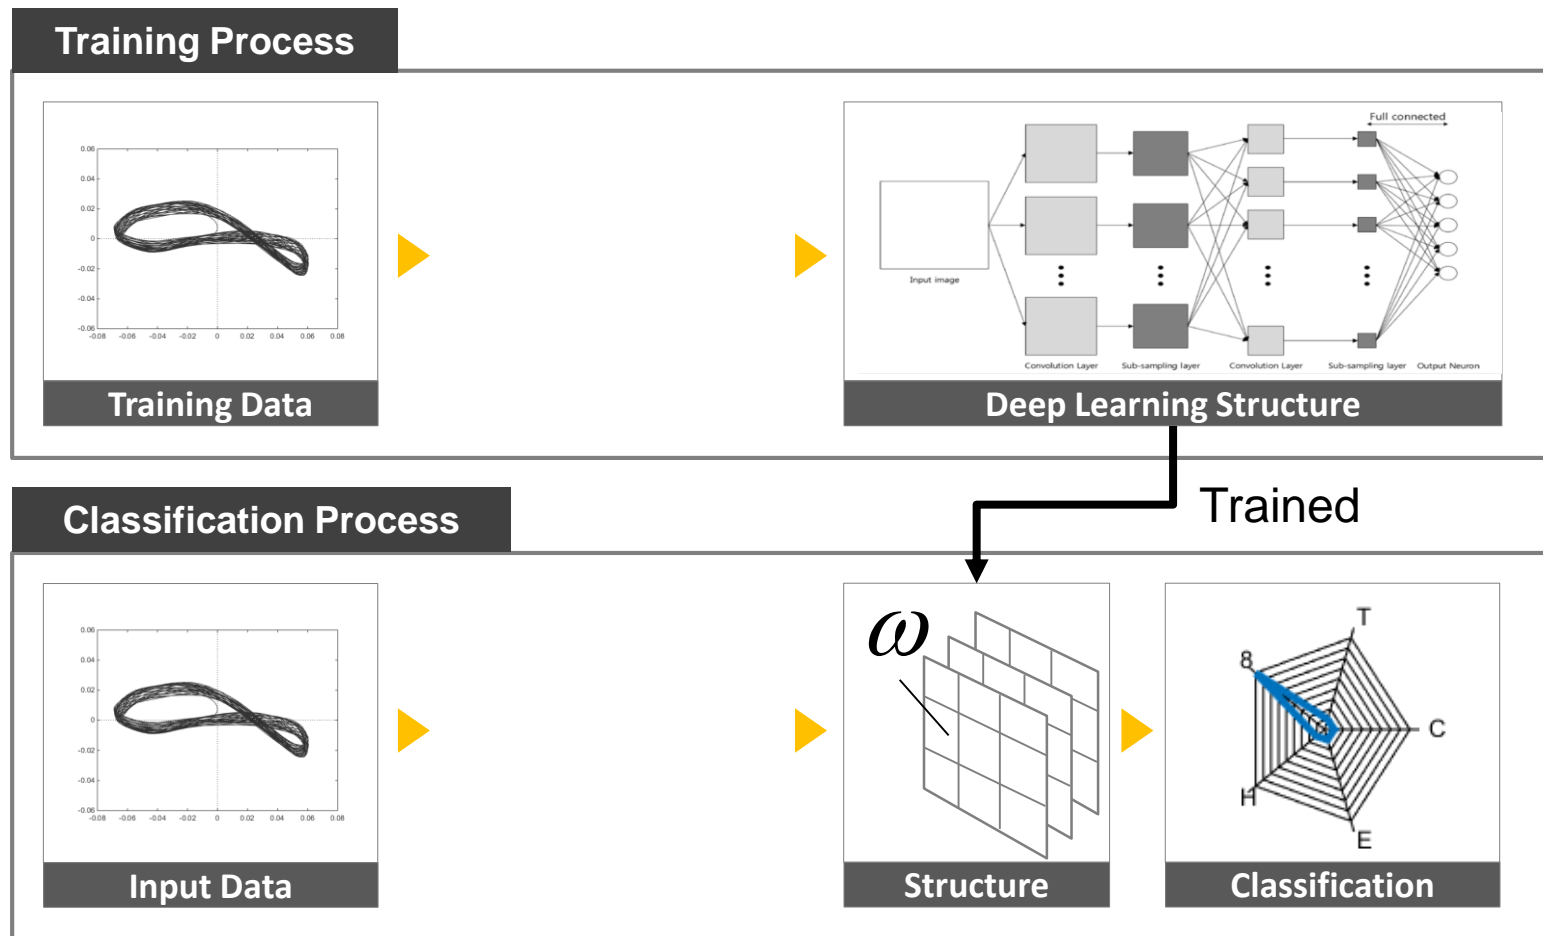 Training Process
0.06
0.04
0.02
0
-0.02
-0.04
-0.06
-0.08 -0.06 -0.04 -0.02 0 0.02 0.04 0.06 0.08
Training Data
Full connected
Input image
Convolution Layer Sub-sampling layer Convolution Layer Sub-sampling layer Output Neuron
Deep Learning Structure
Trained
Classification Process
0.06
0.04
0.02
0
-0.02
-0.04
-0.06
-0.08 -0.06 -0.04 -0.02 0 0.02 0.04 0.06 0.08
Input Data
ω
Structure
T
8
C
H
E
Classification